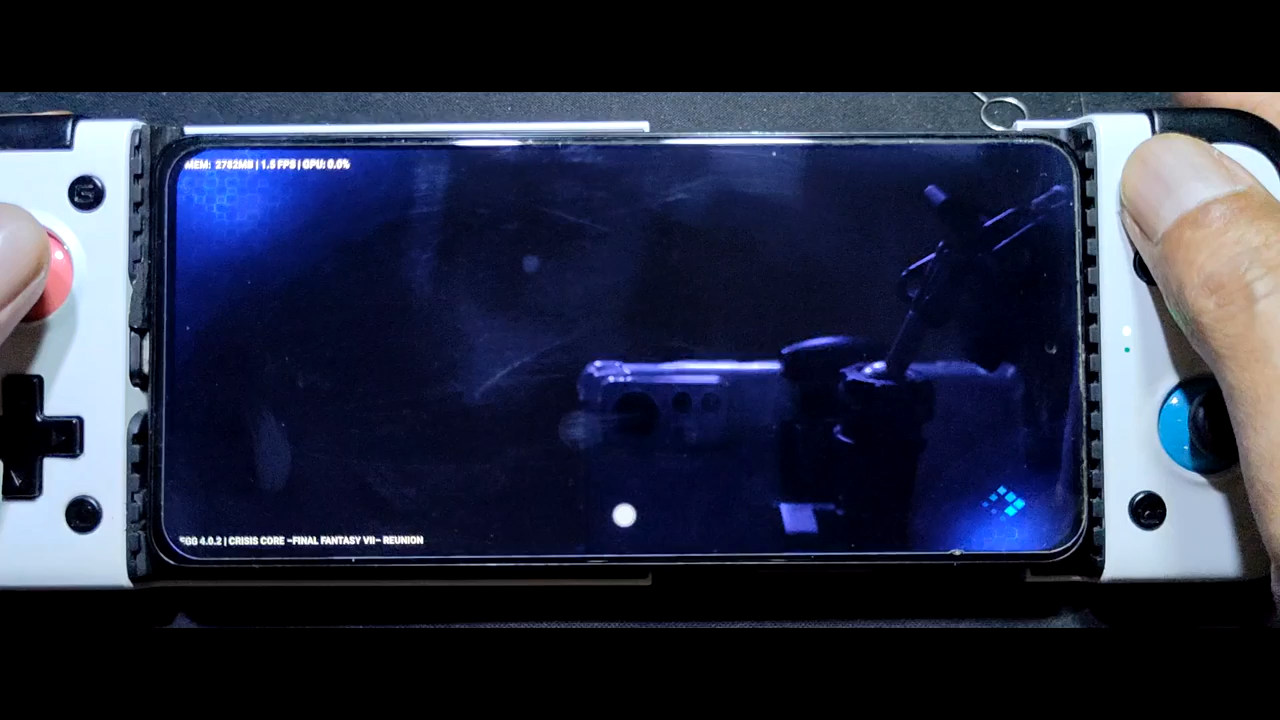 MEM: 2782MB | 1.5 FPS | GPU: 0.0%
EGG 4.0.2 | CRISIS CORE -FINAL FANTASY VII- REUNION